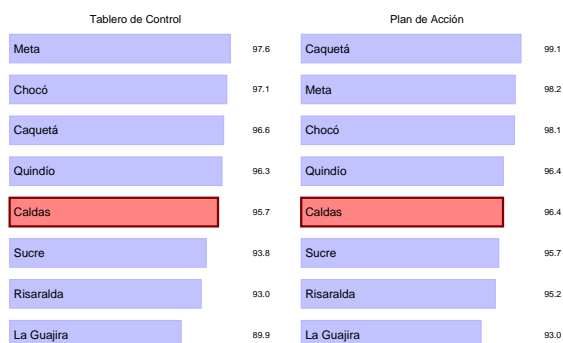 Tablero de Control
Meta 97.6
Chocó 97.1
Caquetá 96.6
Quindío 96.3
Caldas 95.7
Sucre 93.8
Risaralda 93.0
La Guajira 89.9
Plan de Acción
Caquetá 99.1
Meta 98.2
Chocó 98.1
Quindío 96.4
Caldas 96.4
Sucre 95.7
Risaralda 95.2
La Guajira 93.0